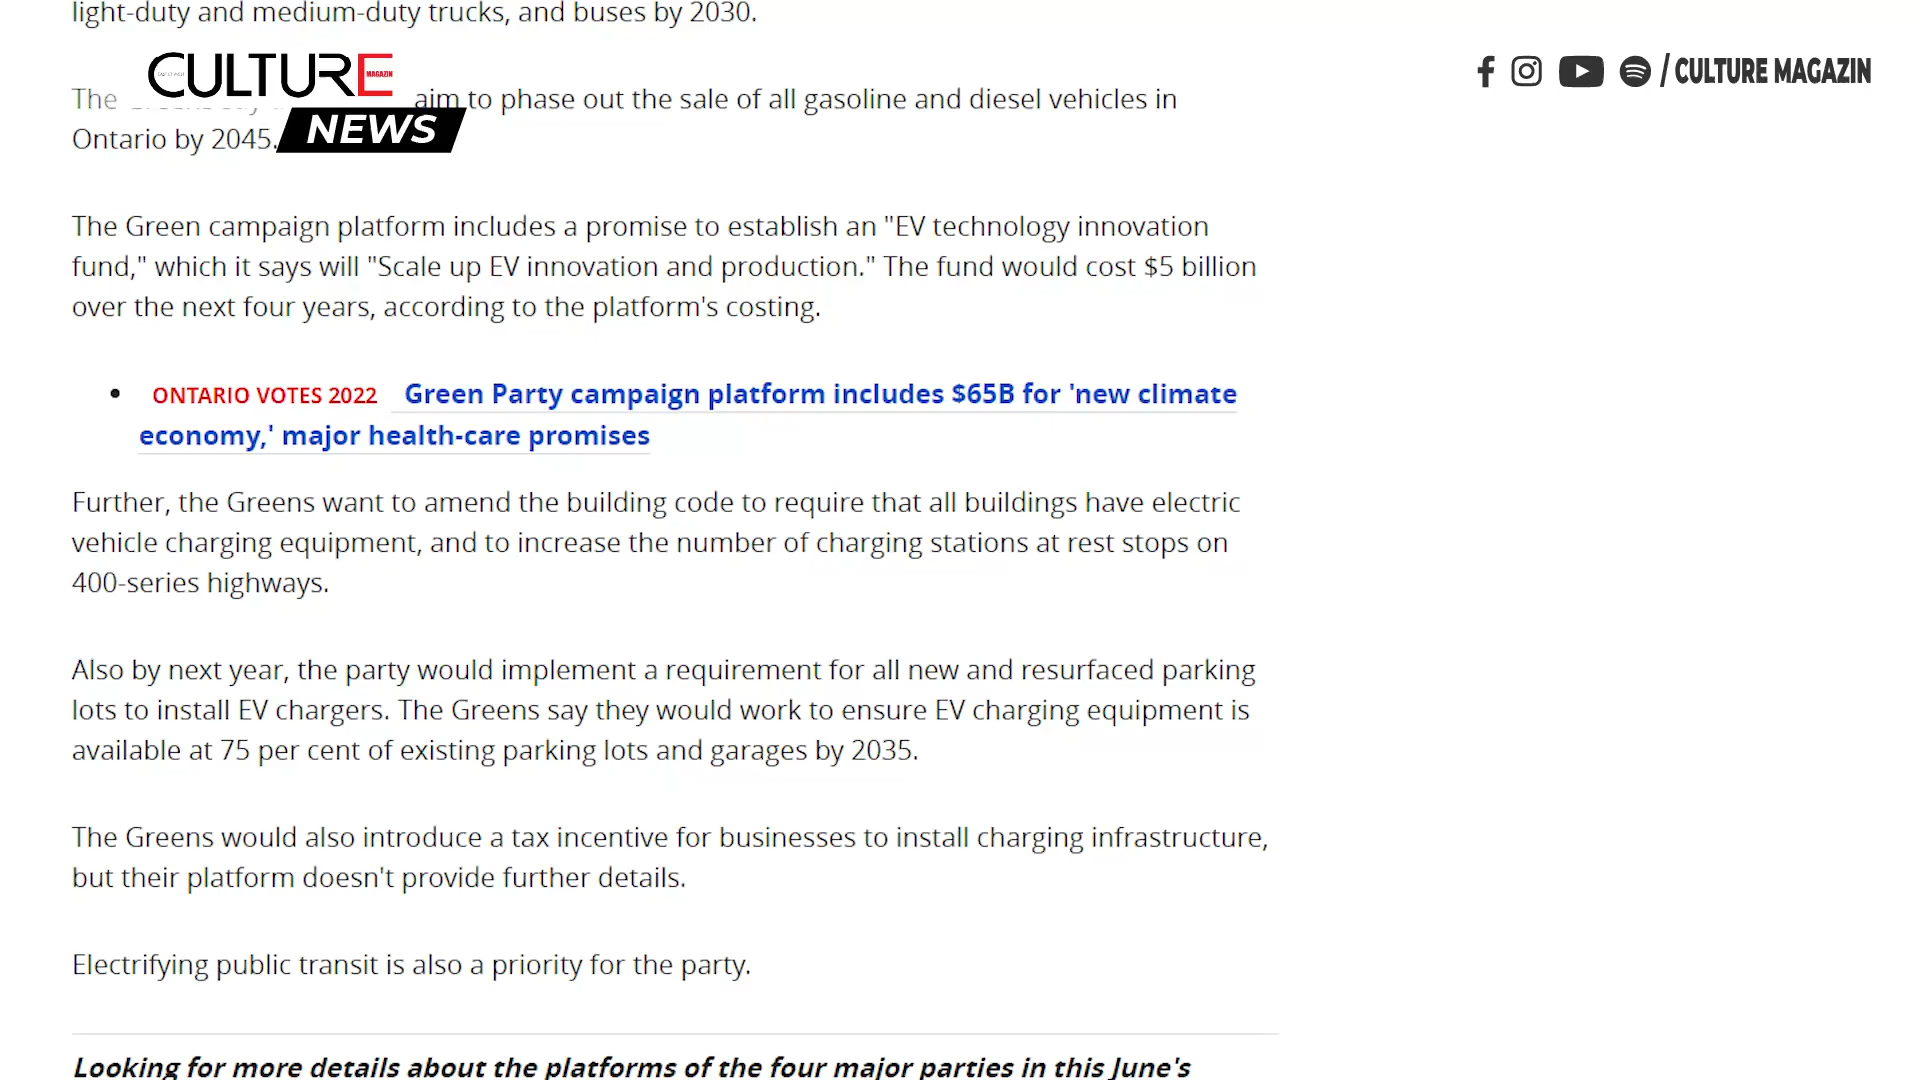 light-duty and medium-duty trucks, and buses by 2030.
CULTURE
MAGAZIN
NEWS
/ CULTURE MAGAZIN
The aim to phase out the sale of all gasoline and diesel vehicles in
Ontario by 2045.
The Green campaign platform includes a promise to establish an "EV technology innovation
fund," which it says will "Scale up EV innovation and production." The fund would cost $5 billion
over the next four years, according to the platform's costing.
• ONTARIO VOTES 2022 Green Party campaign platform includes $65B for 'new climate
economy,' major health-care promises
Further, the Greens want to amend the building code to require that all buildings have electric
vehicle charging equipment, and to increase the number of charging stations at rest stops on
400-series highways.
Also by next year, the party would implement a requirement for all new and resurfaced parking
lots to install EV chargers. The Greens say they would work to ensure EV charging equipment is
available at 75 per cent of existing parking lots and garages by 2035.
The Greens would also introduce a tax incentive for businesses to install charging infrastructure,
but their platform doesn't provide further details.
Electrifying public transit is also a priority for the party.
Looking for more details about the platforms of the four major parties in this June's